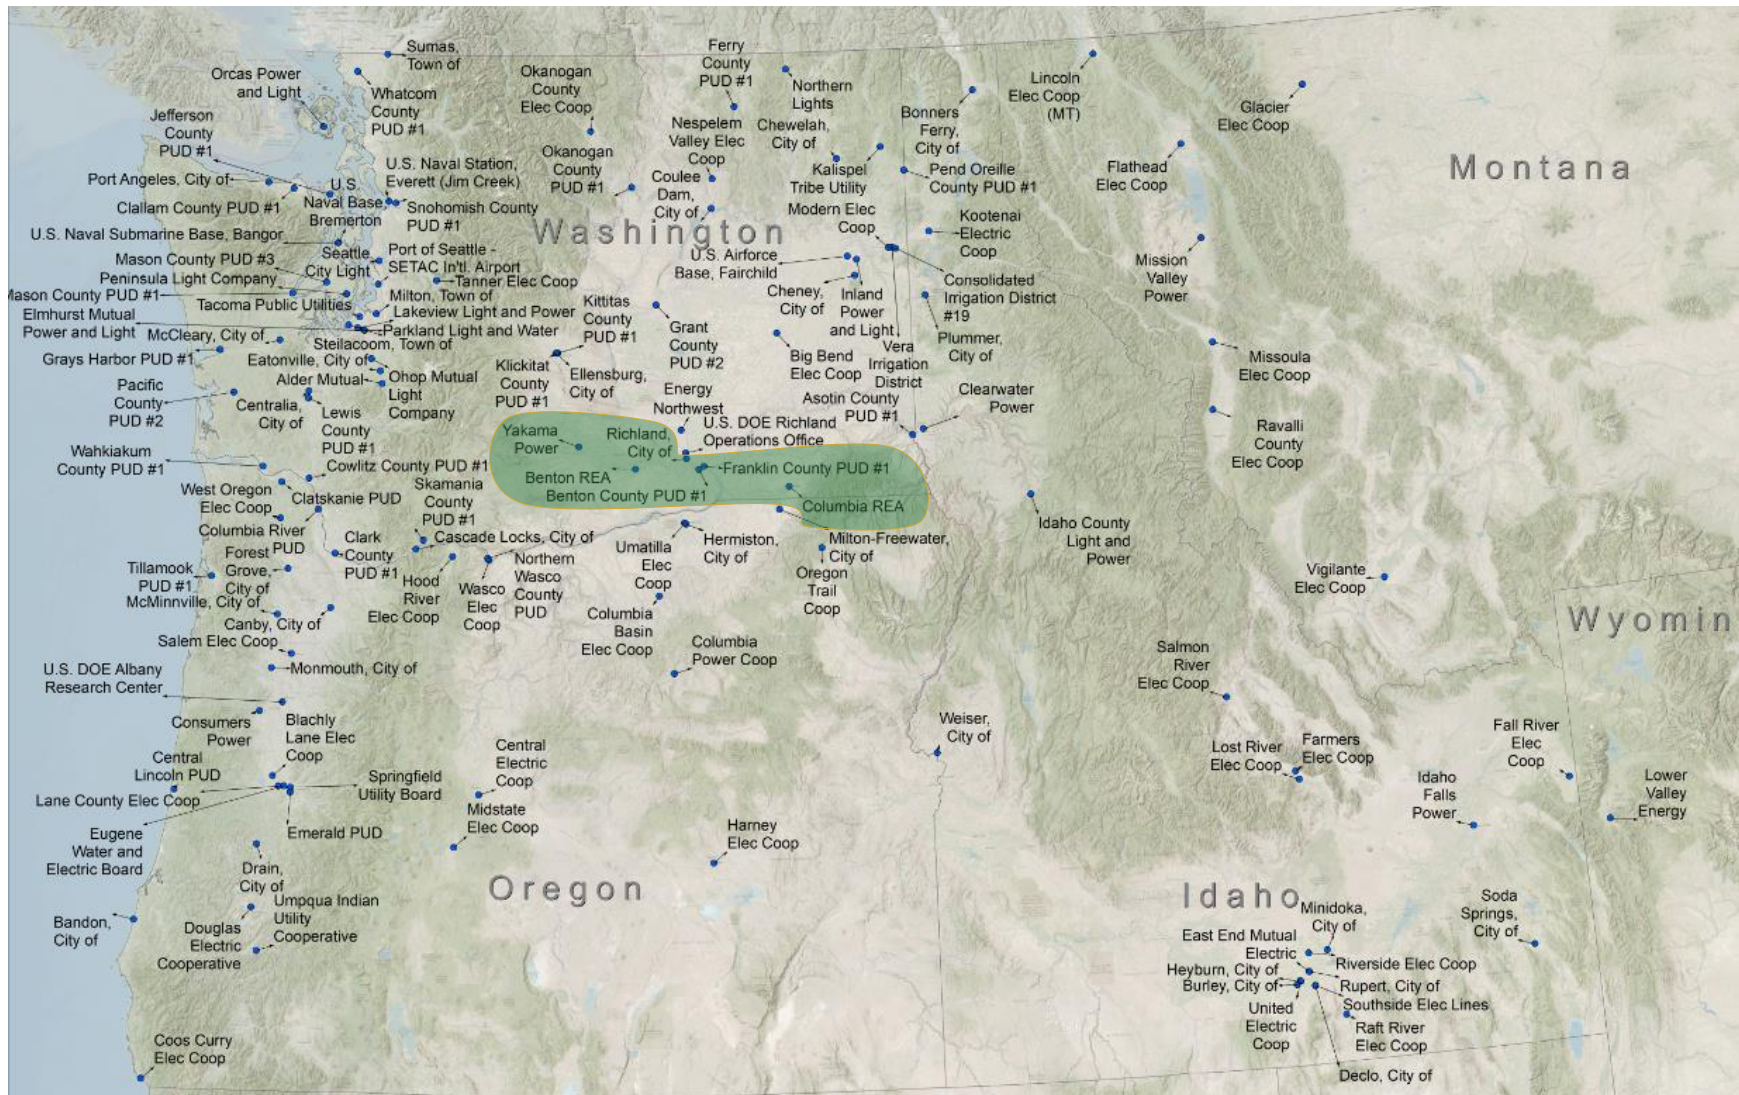 Sumas,
Town of
Orcas Power
and Light
Whatcom
County
PUD #1
Jefferson
County
PUD #1
Okanogan
County
Elec Coop
Ferry
County
PUD #1
Northern
Lights
Lincoln
Elec Coop
(MT)
Glacier
Elec Coop
Bonners
Ferry,
City of
Nespelem
Valley Elec
Coop
Chewelah,
City of
Okanogan
County
PUD #1
U.S. Naval Station,
Everett (Jim Creek)
Port Angeles, City of
Clallam County PUD #1
U.S.
Naval Base
Bremerton
Snohomish County
PUD #1
Coulee
Dam,
City of
Kalispel
Tribe Utility
Pend Oreille
County PUD #1
Flathead
Elec Coop
Montana
Washington
Modern Elec
Coop
Kootenai
Electric
Coop
U.S. Naval Submarine Base, Bangor
Mason County PUD #3
Peninsula Light Company
Mason County PUD #1
Seattle
City Light
Port of Seattle -
SETAC In'tl. Airport
Tanner Elec Coop
Tacoma Public Utilities
Milton, Town of
Lakeview Light and Power
Parkland Light and Water
Elmhurst Mutual
Power and Light
McCleary, City of
Steilacoom, Town of
Grays Harbor PUD #1
Eatonville, City of
Alder Mutual
Ohop Mutual
Light
Company
U.S. Airforce
Base, Fairchild
Cheney,
City of
Inland
Power
and Light
Consolidated
Irrigation District
#19
Mission
Valley
Power
Kittitas
County
PUD #1
Grant
County
PUD #2
Big Bend
Elec Coop
Vera
Irrigation
District
Plummer,
City of
Missoula
Elec Coop
Klickitat
County
PUD #1
Ellensburg,
City of
Energy
Northwest
Asotin County
PUD #1
Clearwater
Power
Pacific
County
PUD #2
Centralia,
City of
Lewis
County
PUD #1
Yakama
Power
Richland,
City of
U.S. DOE Richland
Operations Office
Ravalli
County
Elec Coop
Wahkiakum
County PUD #1
Cowlitz County PUD #1
Benton REA
Franklin County PUD #1
Benton County PUD #1
Columbia REA
West Oregon
Elec Coop
Clatskanie PUD
Skamania
County
PUD #1
Columbia River
PUD
Idaho County
Light and
Power
Forest
Grove,
City of
Clark
County
PUD #1
Cascade Locks, City of
Umatilla
Elec
Coop
Hermiston,
City of
Milton-Freewater,
City of
Tillamook
PUD #1
Hood
River
Elec Coop
Wasco
Elec
Coop
Northern
Wasco
County
PUD
Oregon
Trail
Coop
Vigilante
Elec Coop
McMinnville, City of
Canby, City of
Columbia
Basin
Elec Coop
Wyomin
Salem Elec Coop
Monmouth, City of
Columbia
Power Coop
Salmon
River
Elec Coop
U.S. DOE Albany
Research Center
Consumers
Power
Blachly
Lane Elec
Coop
Weiser,
City of
Central
Electric
Coop
Lost River
Elec Coop
Farmers
Elec Coop
Fall River
Elec
Coop
Central
Lincoln PUD
Lane County Elec Coop
Springfield
Utility Board
Midstate
Elec Coop
Idaho
Falls
Power
Lower
Valley
Energy
Eugene
Water and
Electric Board
Emerald PUD
Harney
Elec Coop
Drain,
City of
Oregon
Idaho
Umpqua Indian
Utility
Cooperative
Bandon,
City of
Douglas
Electric
Cooperative
Minidoka,
City of
Soda
Springs,
City of
East End Mutual
Electric
Riverside Elec Coop
Heyburn, City of
Burley, City of
Rupert, City of
Southside Elec Lines
United
Electric
Coop
Raft River
Elec Coop
Declo, City of
Coos Curry
Elec Coop